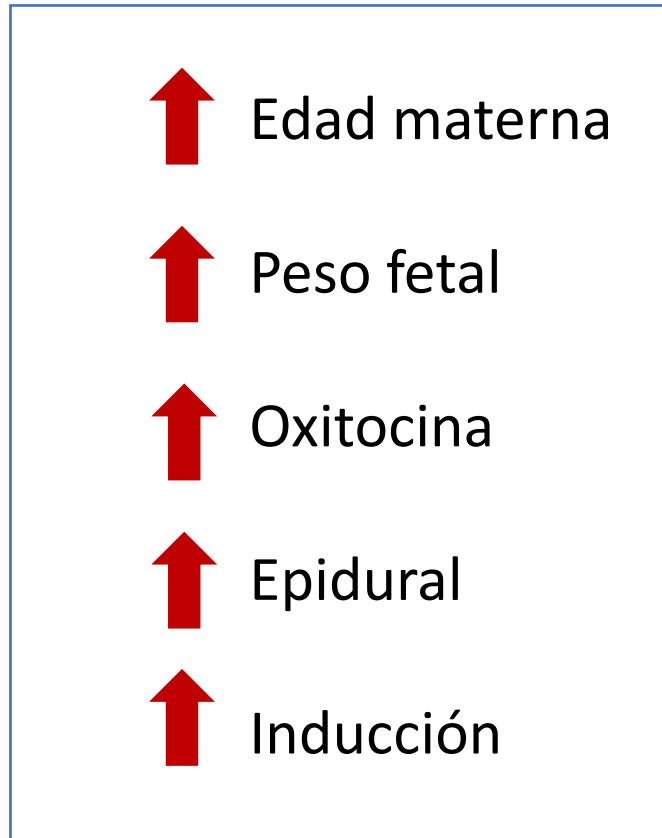 Edad materna
Peso fetal
Oxitocina
Epidural
Inducción